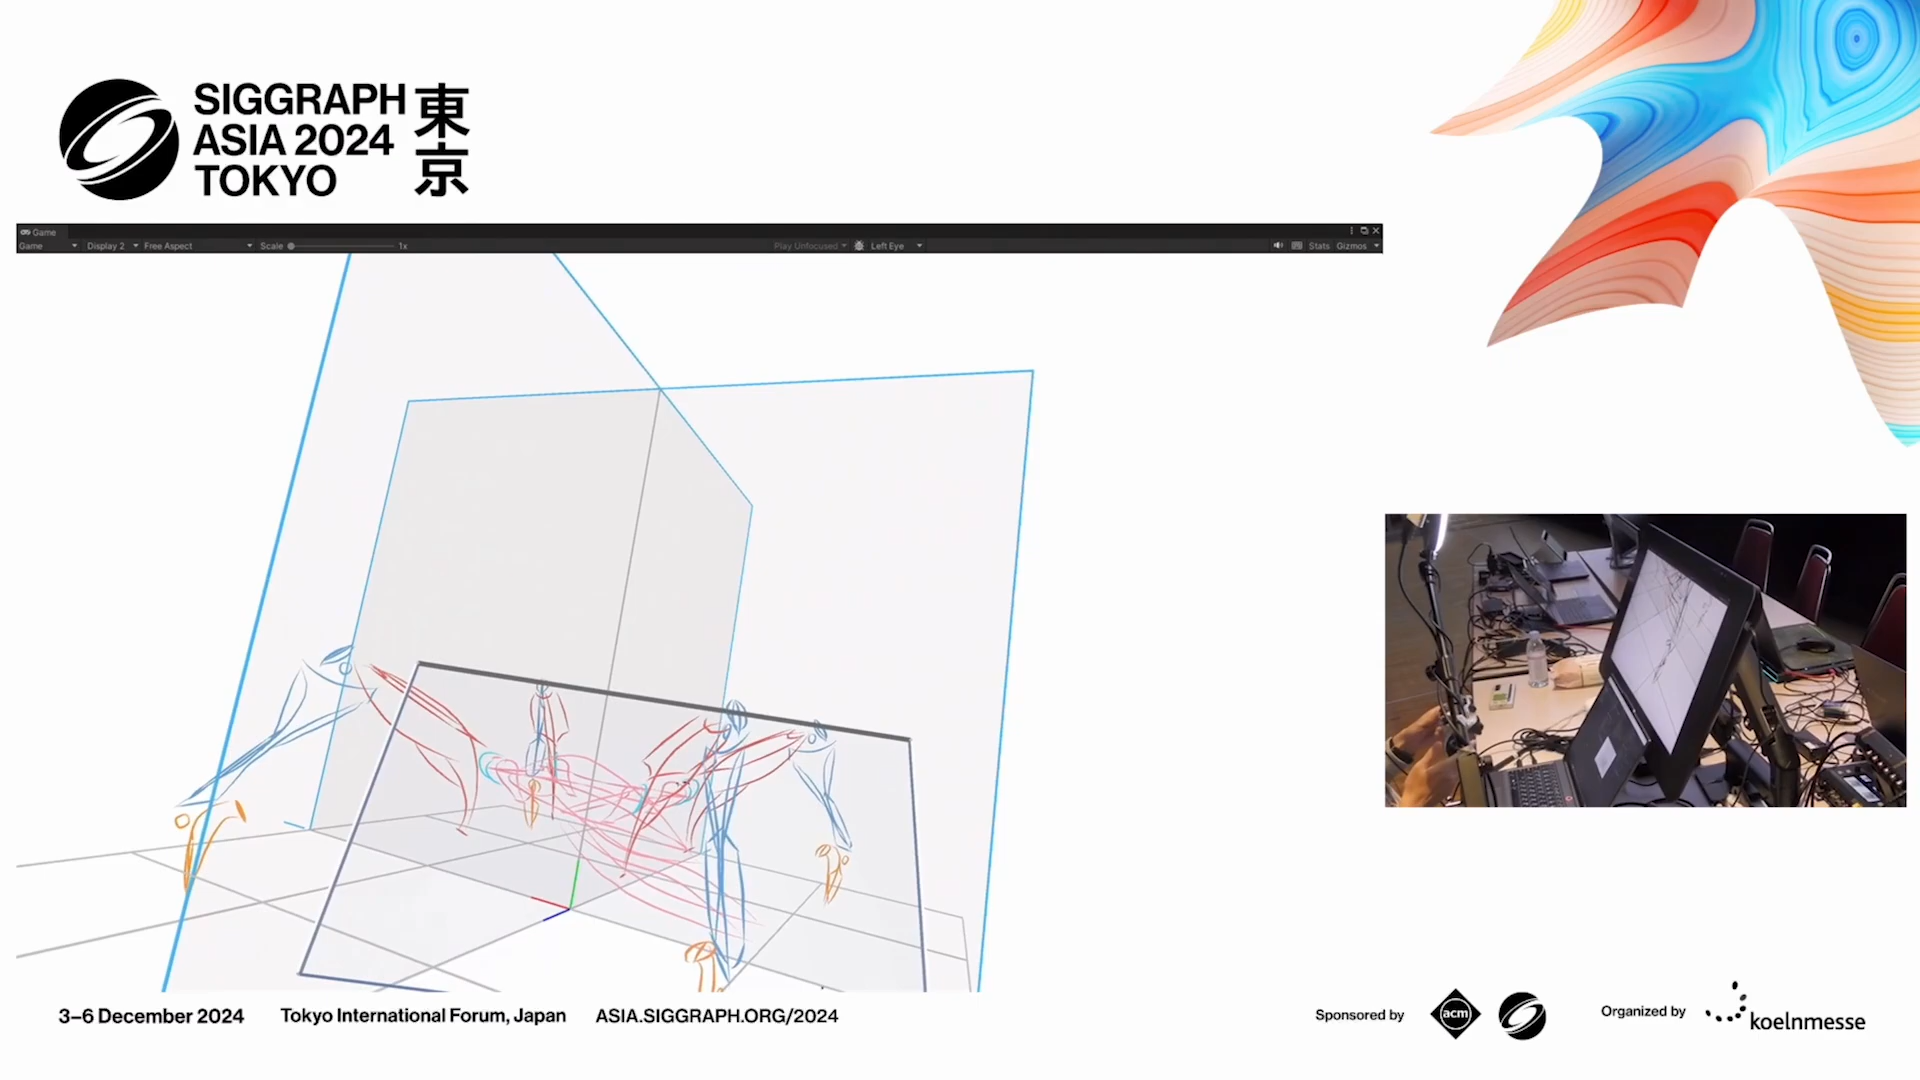 SIGGRAPH
ASIA 2024
TOKYO
東京
Game
Game Display 2 Free Aspect Scale 1x Play Unfocused Left Eye Stats Gizmos
3–6 December 2024 Tokyo International Forum, Japan ASIA.SIGGRAPH.ORG/2024
Sponsored by acm Organized by koelnmesse